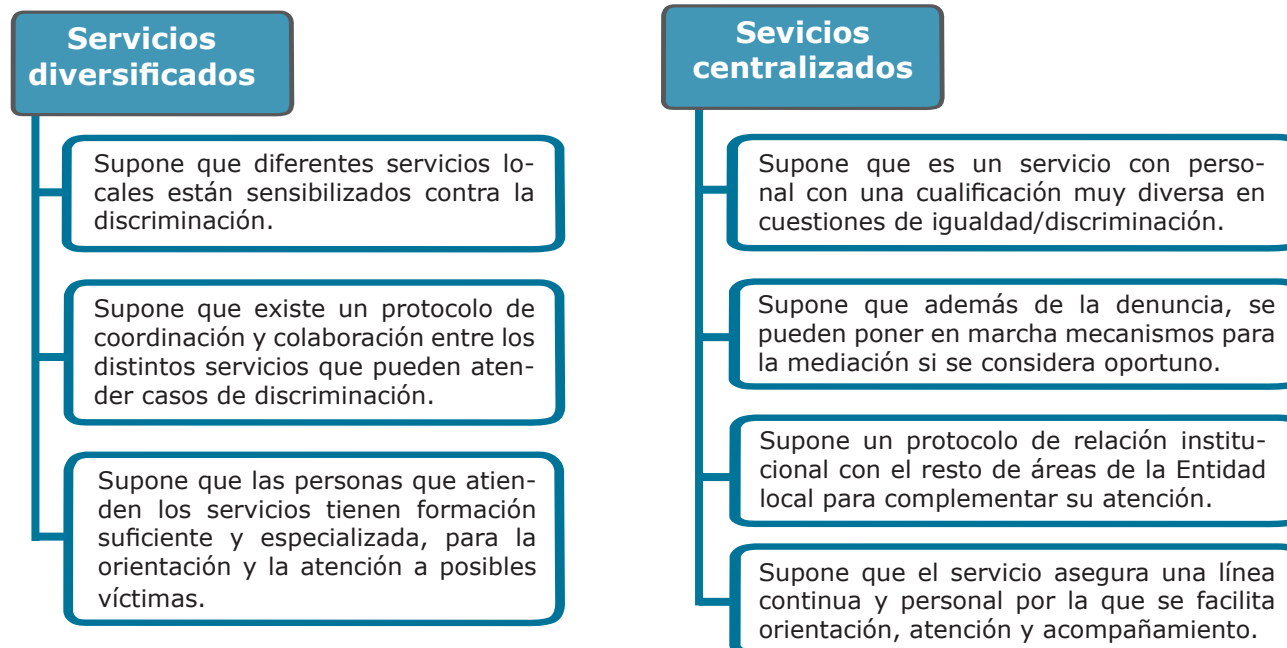 Servicios
diversificados
Supone que diferentes servicios lo-
cales están sensibilizados contra la
discriminación.
Supone que existe un protocolo de
coordinación y colaboración entre los
distintos servicios que pueden aten-
der casos de discriminación.
Supone que las personas que atien-
den los servicios tienen formación
suficiente y especializada, para la
orientación y la atención a posibles
víctimas.
Sevicios
centralizados
Supone que es un servicio con perso-
nal con una cualificación muy diversa en
cuestiones de igualdad/discriminación.
Supone que además de la denuncia, se
pueden poner en marcha mecanismos para
la mediación si se considera oportuno.
Supone un protocolo de relación institu-
cional con el resto de áreas de la Entidad
local para complementar su atención.
Supone que el servicio asegura una línea
continua y personal por la que se facilita
orientación, atención y acompañamiento.